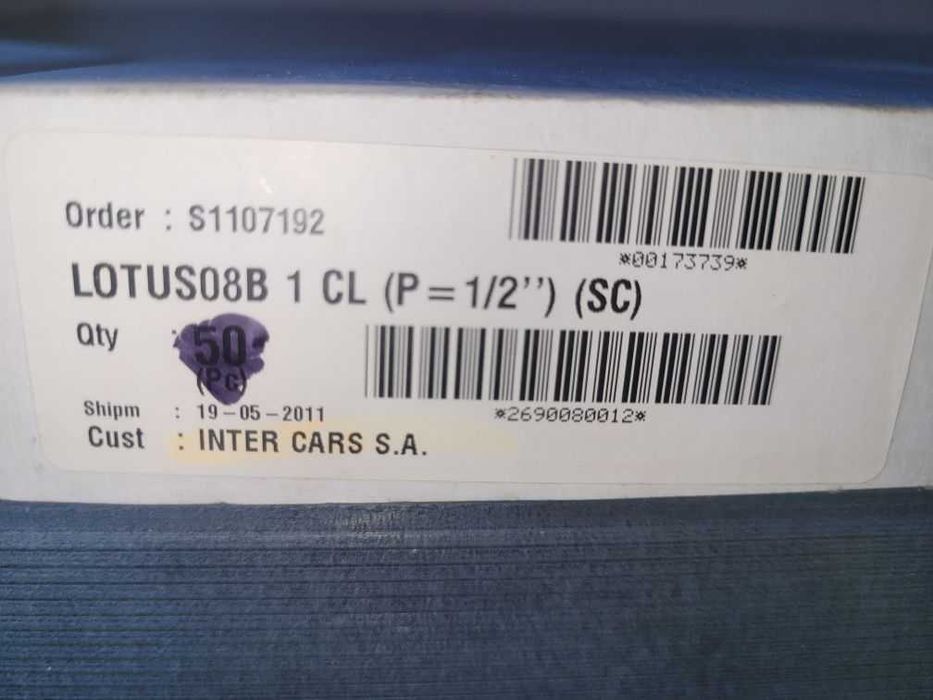 Order : S1107192
*00173739*
LOTUS08B 1 CL (P=1/2'') (SC)
Qty : 50
(Pc)
*2690080012*
Shipm : 19-05-2011
Cust : INTER CARS S.A.